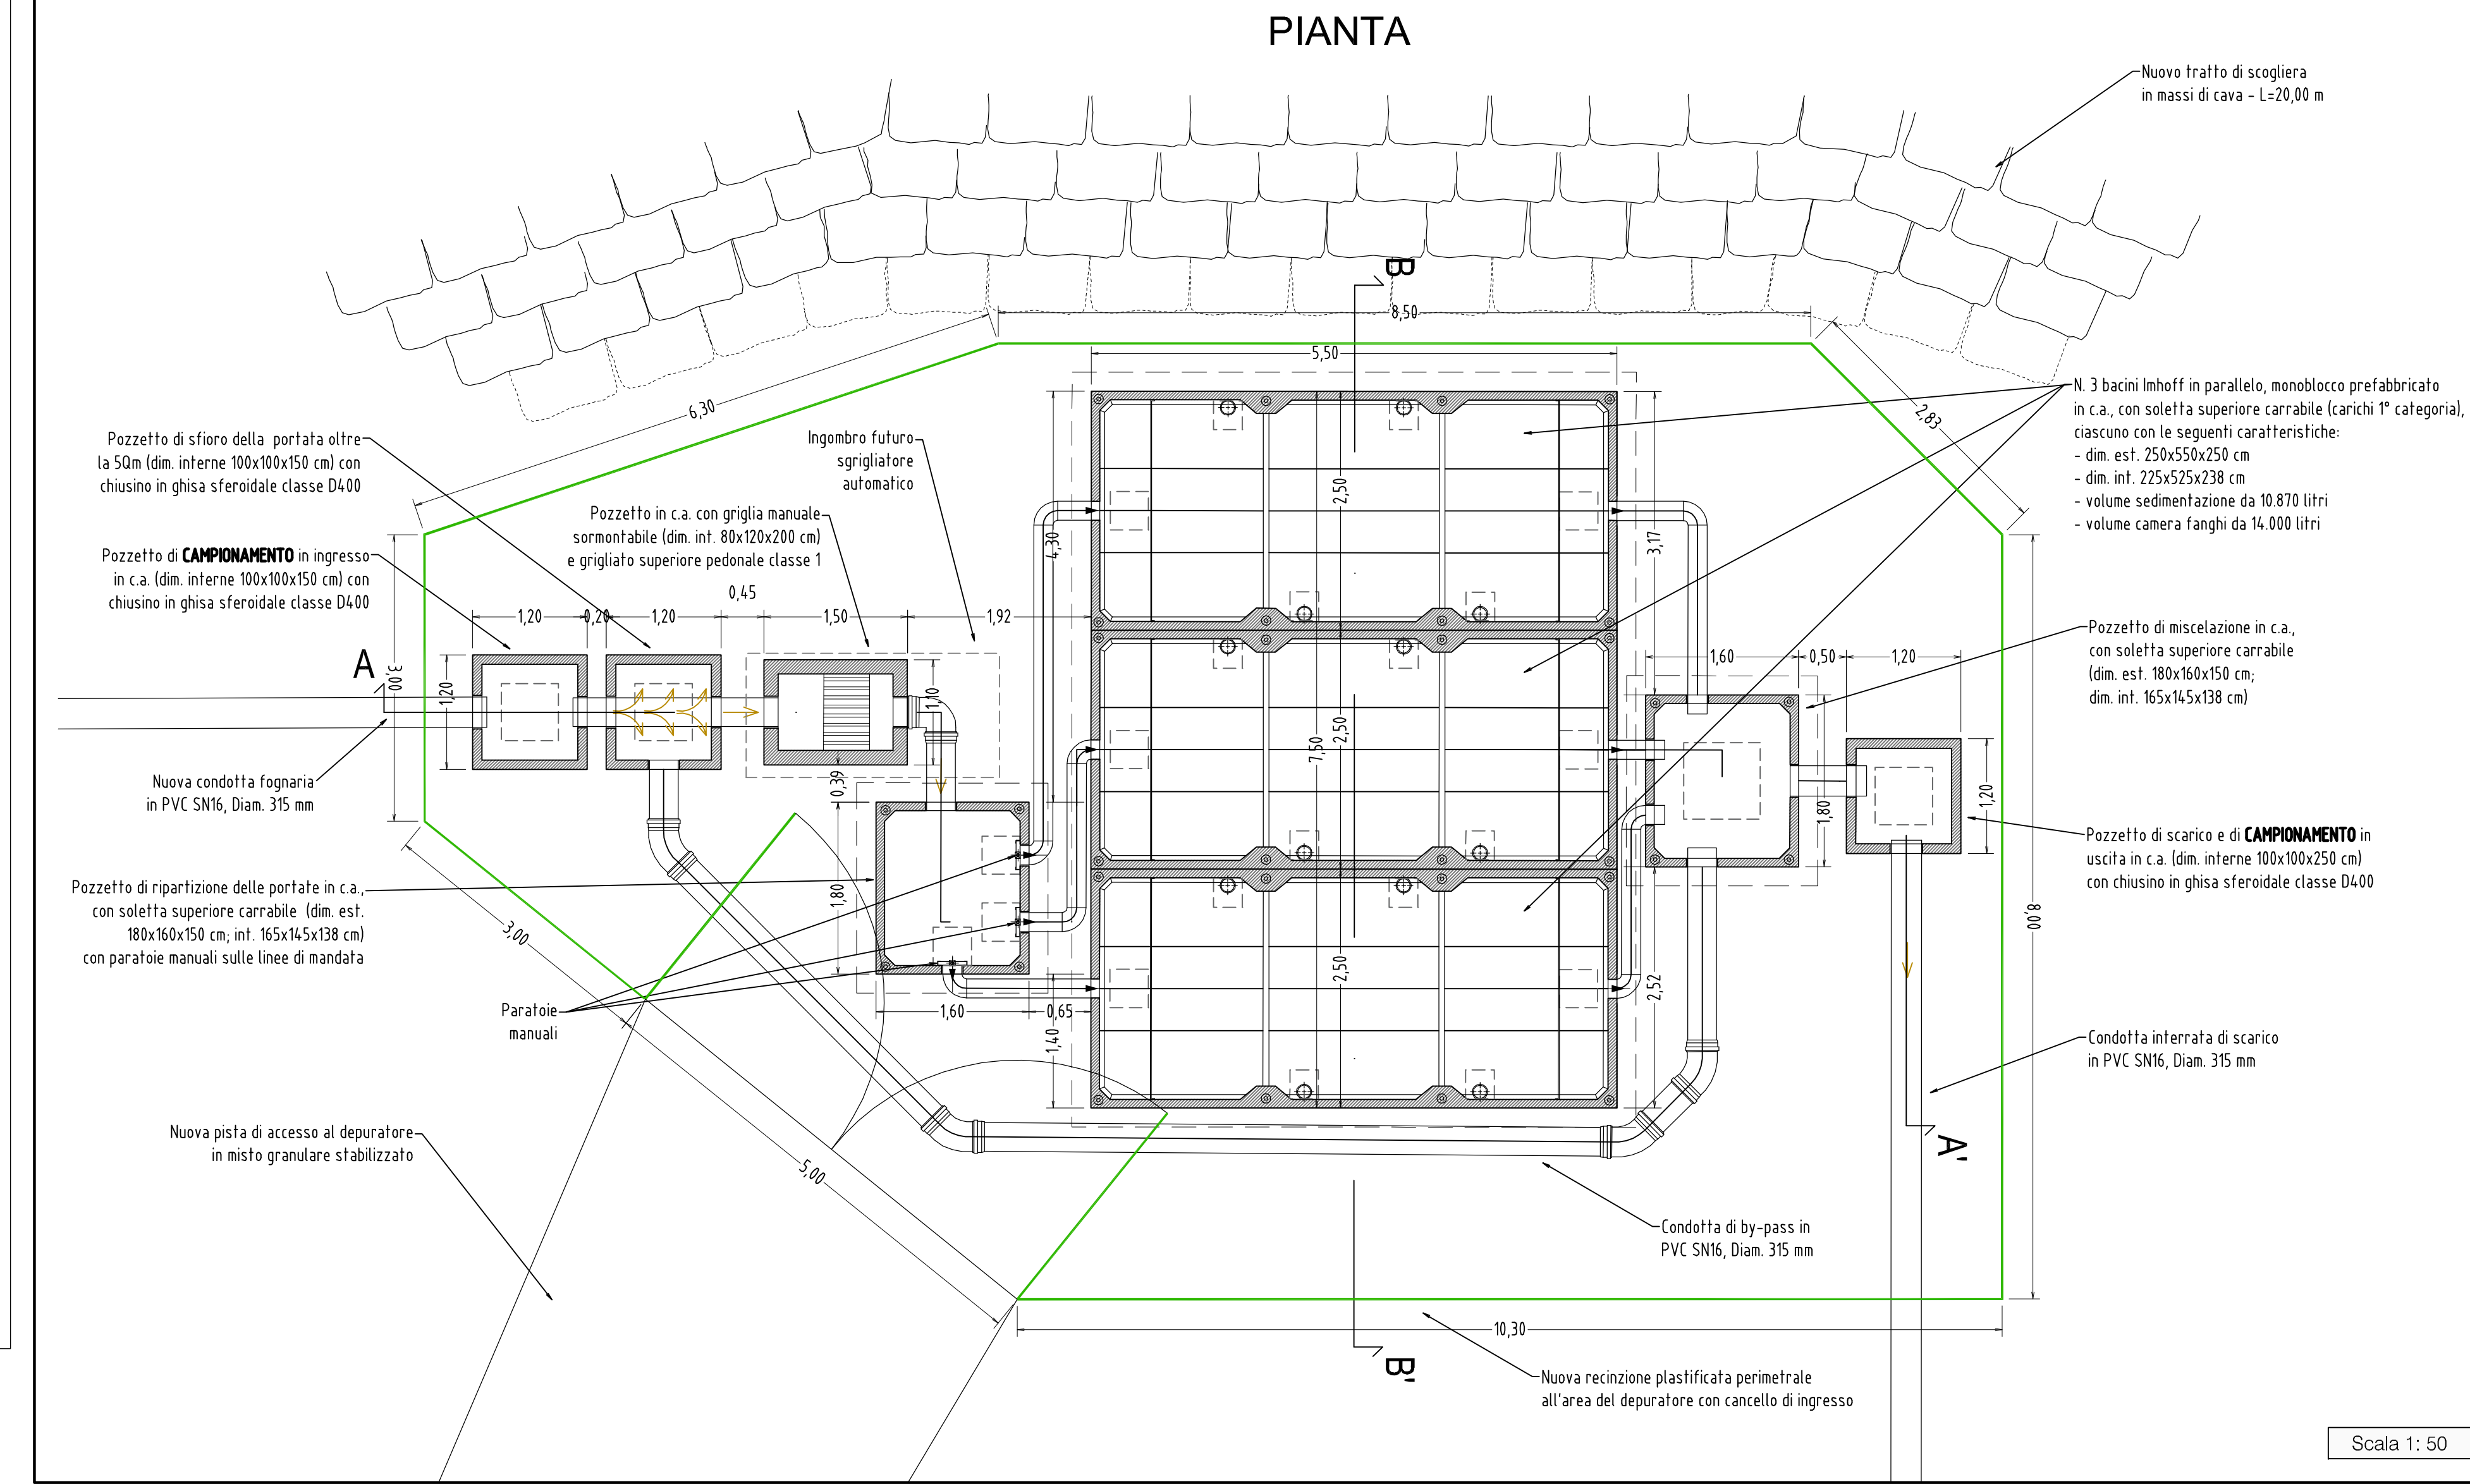 PIANTA
Nuovo tratto di scogliera
in massi di cava - L=20,00 m
B
8,50
5,50
6,30
2,83
N. 3 bacini Imhoff in parallelo, monoblocco prefabbricato
in c.a., con soletta superiore carrabile (carichi 1° categoria),
ciascuno con le seguenti caratteristiche:
- dim. est. 250x550x250 cm
- dim. int. 225x525x238 cm
- volume sedimentazione da 10.870 litri
- volume camera fanghi da 14.000 litri
Pozzetto di sfioro della portata oltre
la 5Qm (dim. interne 100x100x150 cm) con
chiusino in ghisa sferoidale classe D400
Ingombro futuro
sgrigliatore
automatico
Pozzetto in c.a. con griglia manuale
sormontabile (dim. int. 80x120x200 cm)
e grigliato superiore pedonale classe 1
Pozzetto di CAMPIONAMENTO in ingresso
in c.a. (dim. interne 100x100x150 cm) con
chiusino in ghisa sferoidale classe D400
2,50
4,30
3,17
0,45
1,20
0,20
1,20
1,50
1,92
A
3,00
1,20
1,10
Pozzetto di miscelazione in c.a.,
con soletta superiore carrabile
(dim. est. 180x160x150 cm;
dim. int. 165x145x138 cm)
1,60
0,50
1,20
2,50
7,50
0,39
1,80
1,20
Nuova condotta fognaria
in PVC SN16, Diam. 315 mm
Pozzetto di scarico e di CAMPIONAMENTO in
uscita in c.a. (dim. interne 100x100x250 cm)
con chiusino in ghisa sferoidale classe D400
Pozzetto di ripartizione delle portate in c.a.,
con soletta superiore carrabile (dim. est.
180x160x150 cm; int. 165x145x138 cm)
con paratoie manuali sulle linee di mandata
1,80
3,00
8,00
2,50
2,52
Paratoie
manuali
1,60
0,65
1,40
Condotta interrata di scarico
in PVC SN16, Diam. 315 mm
Nuova pista di accesso al depuratore
in misto granulare stabilizzato
5,00
A'
Condotta di by-pass in
PVC SN16, Diam. 315 mm
10,30
B'
Nuova recinzione plastificata perimetrale
all'area del depuratore con cancello di ingresso
Scala 1: 50